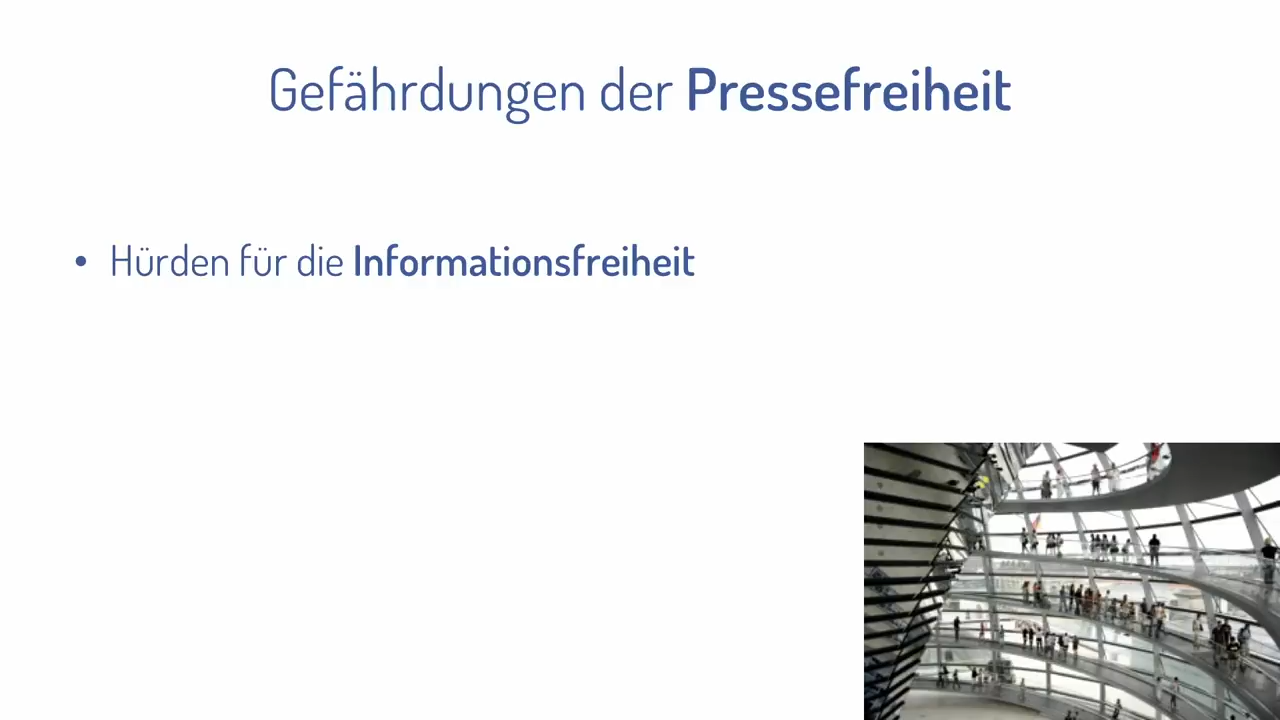 Gefährdungen der Pressefreiheit
• Hürden für die Informationsfreiheit